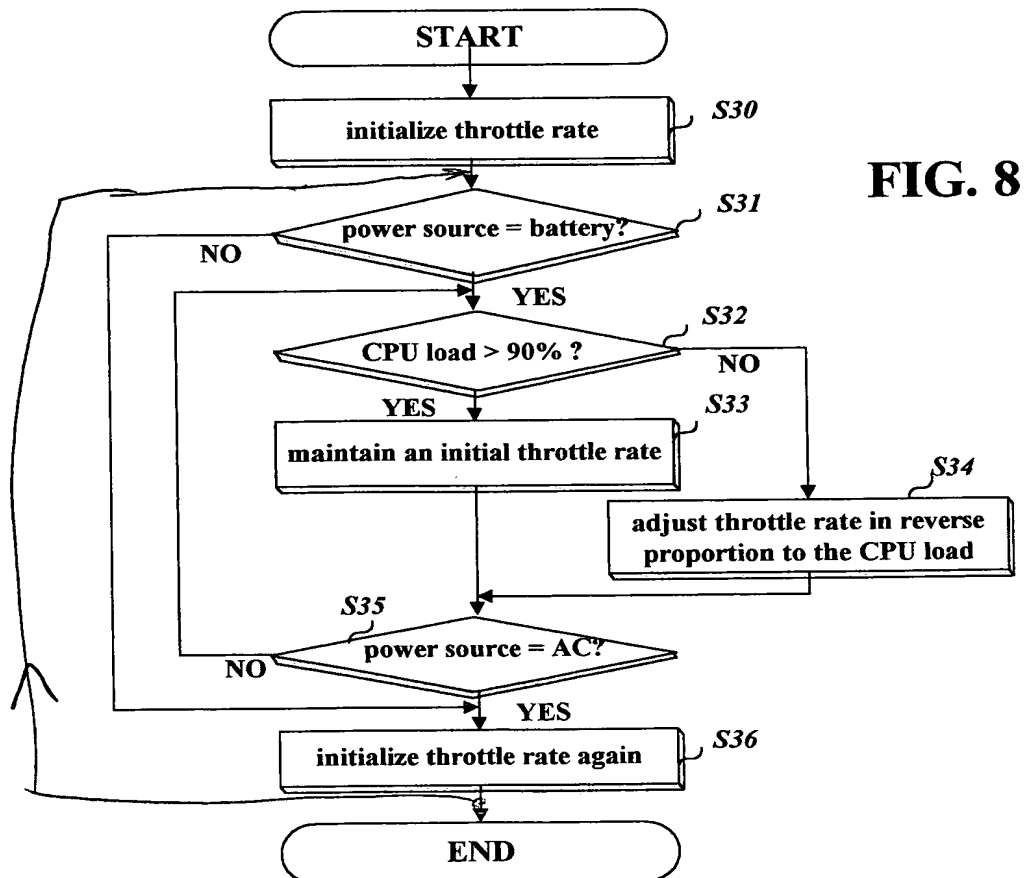 START
S30
initialize throttle rate
FIG. 8
S31
power source = battery?
NO
YES
S32
CPU load > 90% ?
NO
YES
S33
maintain an initial throttle rate
S34
adjust throttle rate in reverse
proportion to the CPU load
S35
power source = AC?
NO
YES
S36
initialize throttle rate again
END